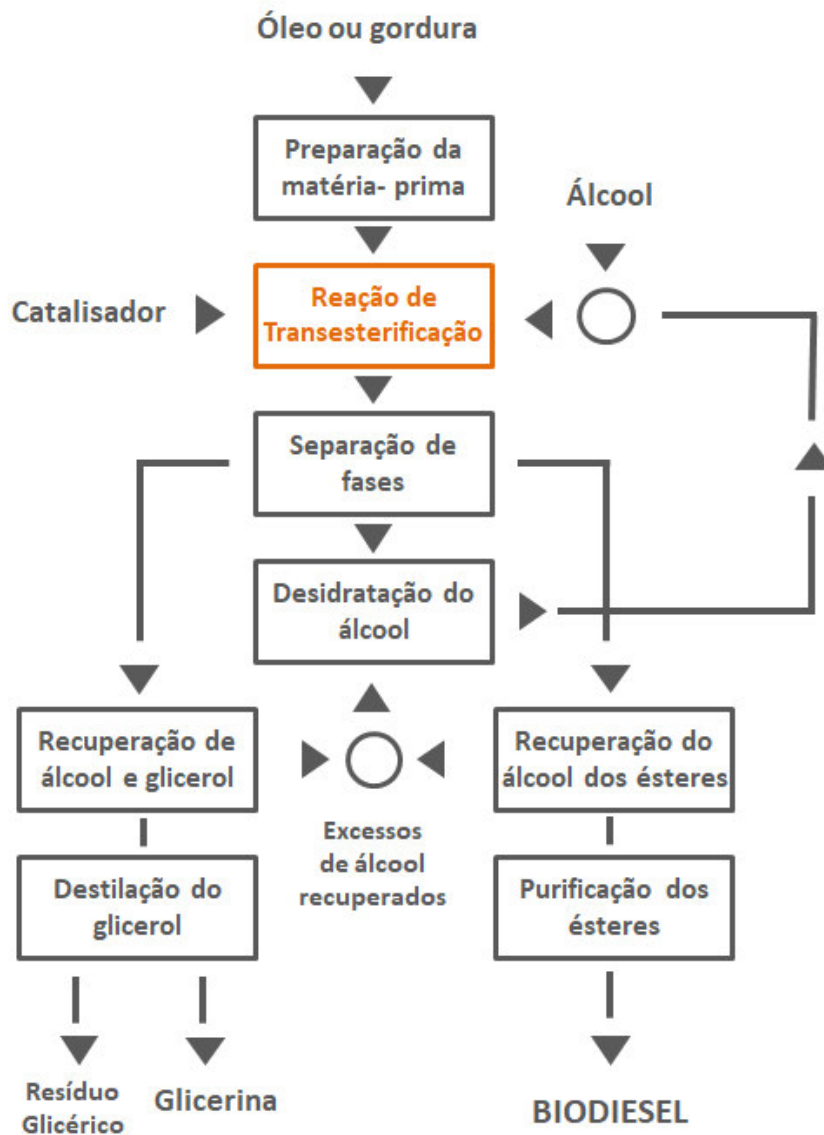 Óleo ou gordura
Preparação da
matéria- prima
Álcool
Catalisador
Reação de
Transesterificação
Separação de
fases
Desidratação do
álcool
Recuperação de
álcool e glicerol
Excessos
de álcool
recuperados
Recuperação do
álcool dos ésteres
Destilação do
glicerol
Purificação dos
ésteres
Resíduo
Glicérico
Glicerina
BIODIESEL